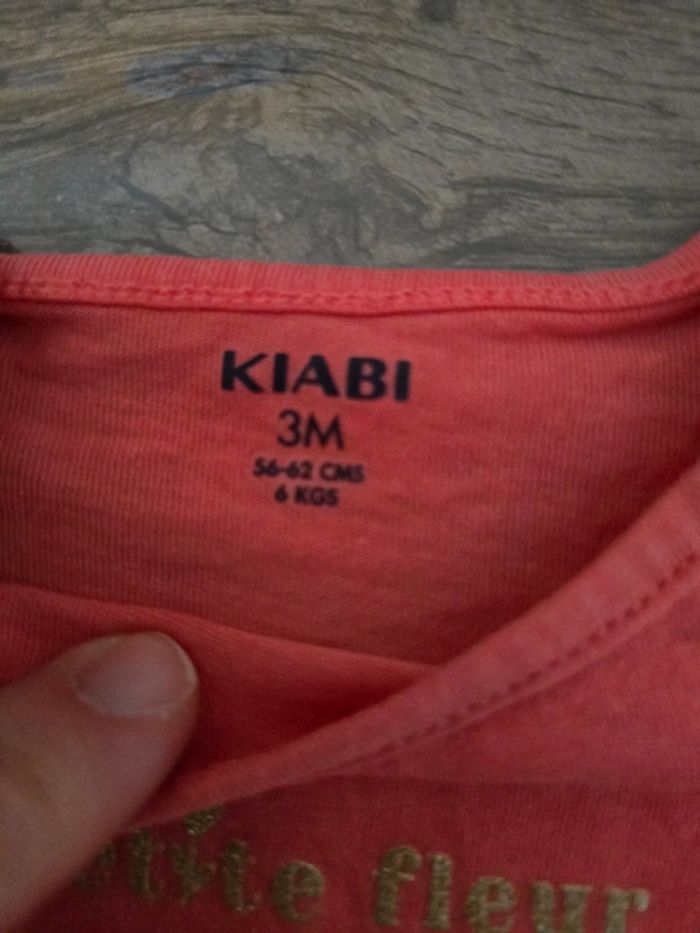 KIABI
3M
56-62 CMS
6 KGS
fleur